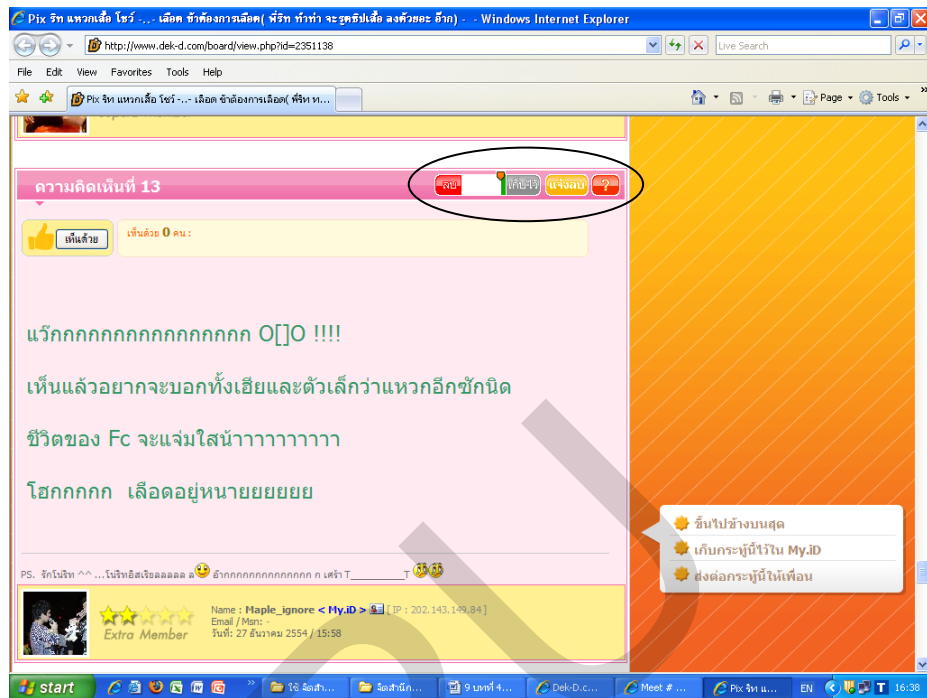 Pix ริท แหวกเสื้อ โชว์ -,,- เลือด ข้าต้องการเลือด( พี่ริท ทำท่า จะรูดซิปเสื้อ ลงด้วยอะ อ๊าก) - - Windows Internet Explorer
http://www.dek-d.com/board/view.php?id=2351138
Live Search
File Edit View Favorites Tools Help
Pix ริท แหวกเสื้อ โชว์ -,,- เลือด ข้าต้องการเลือด( พี่ริท ท...
Page Tools
ความคิดเห็นที่ 13
ลบ เก็บไว้ แจ้งลบ ?
เห็นด้วย
เห็นด้วย 0 คน :
แว๊กกกกกกกกกกกกกกกกก O[]O !!!!
เห็นแล้วอยากจะบอกทั้งเฮียและตัวเล็กว่าแหวกอีกซักนิด
ชีวิตของ Fc จะแจ่มใสน้าาาาาาาาาา
โฮกกกกก เลือดอยู่หนายยยยยย
ขึ้นไปข้างบนสุด
เก็บกระทู้นี้ไว้ใน My.iD
ส่งต่อกระทู้นี้ให้เพื่อน
PS. รักโนริท ^^ ...โนริทอิสเรียลลลลล ล อ๊ากกกกกกกกกกกกกก ก เศร้า T________T
Name : Maple_ignore < My.iD > [ IP : 202.143.149.84 ]
Email / Msn: -
วันที่: 27 ธันวาคม 2554 / 15:58
Extra Member
start
9 บทที่ 4...
Dek-D.c...
Meet # ...
Pix ริท แ...
EN
16:38